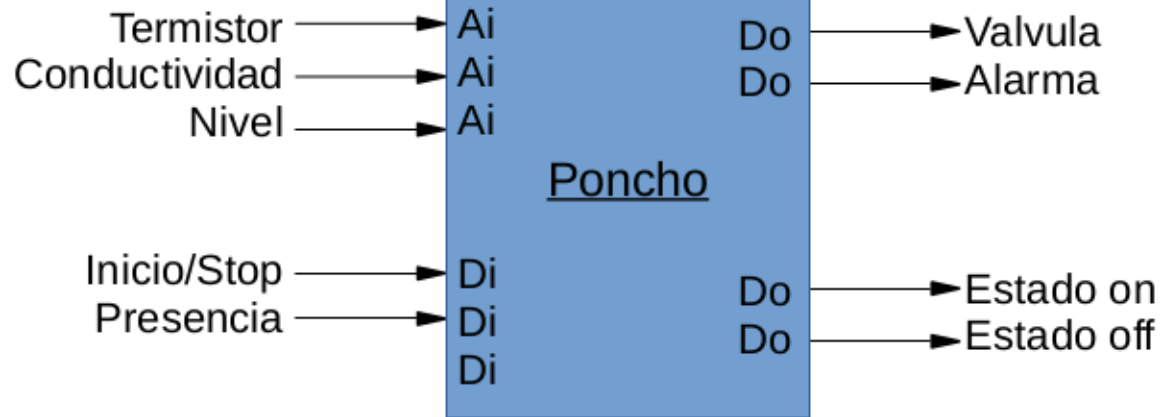 Termistor Ai Do Valvula
Conductividad Ai Do Alarma
Nivel Ai
Poncho
Inicio/Stop Di Do Estado on
Presencia Di Do Estado off
Di